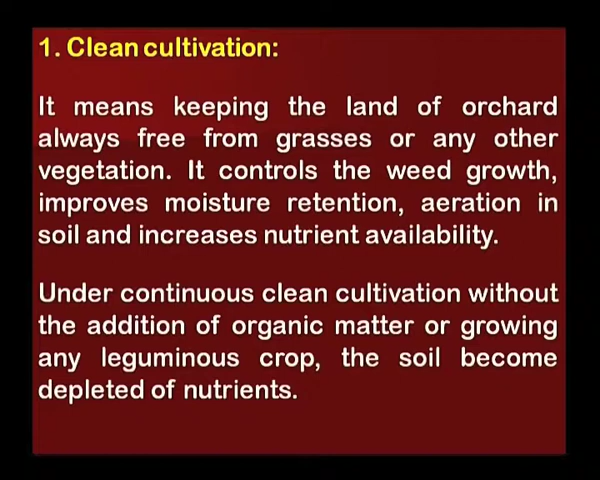 1. Clean cultivation:
It means keeping the land of orchard
always free from grasses or any other
vegetation. It controls the weed growth,
improves moisture retention, aeration in
soil and increases nutrient availability.
Under continuous clean cultivation without
the addition of organic matter or growing
any leguminous crop, the soil become
depleted of nutrients.